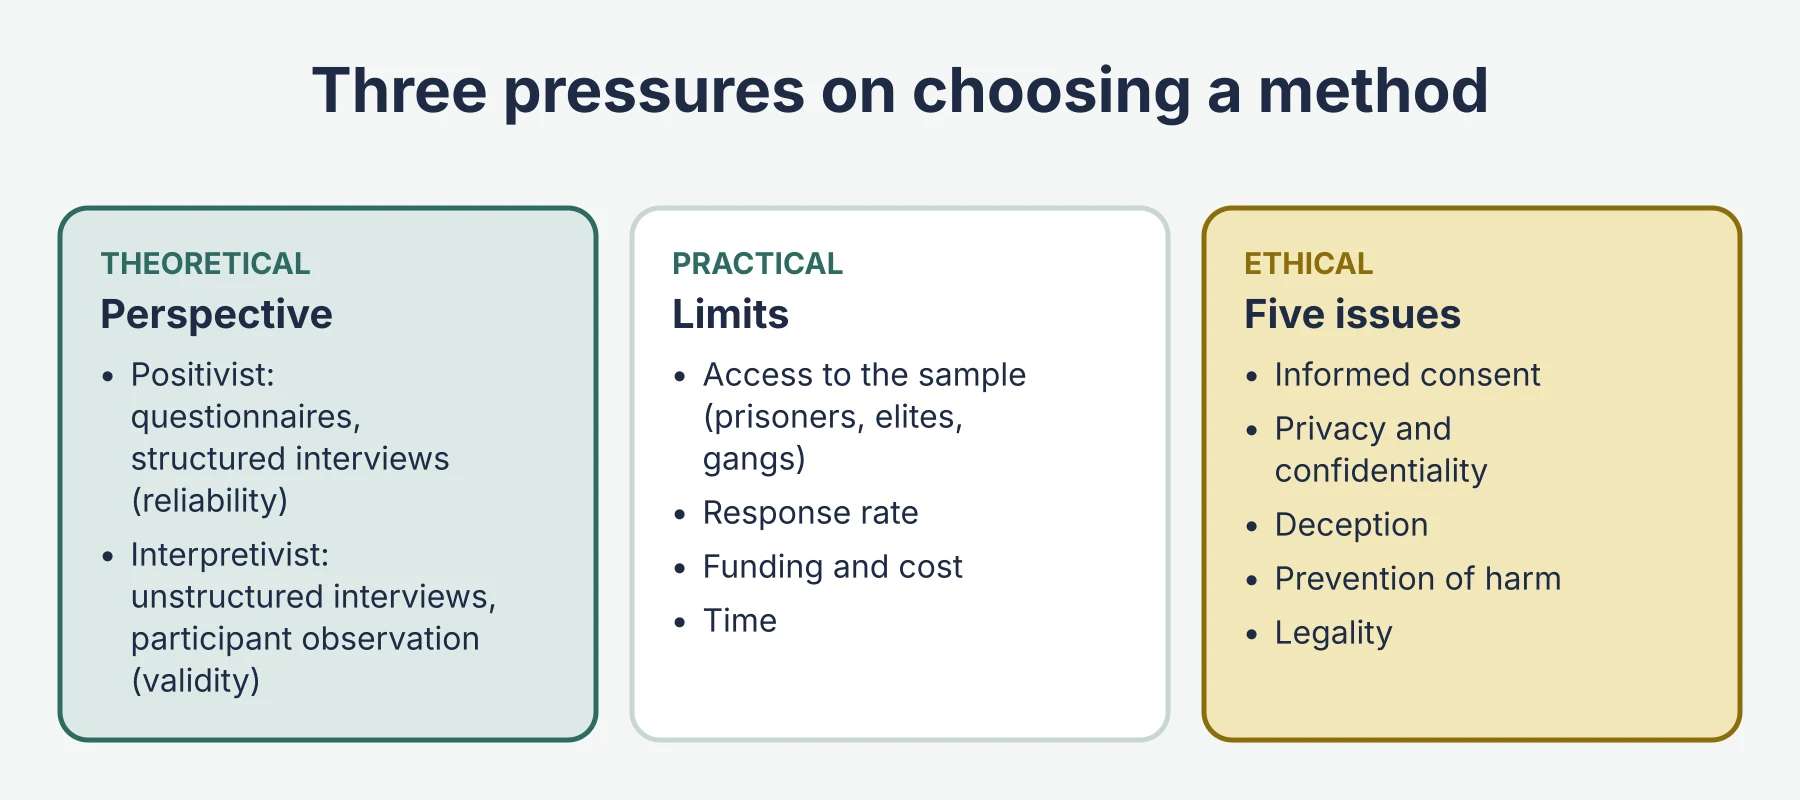 Three pressures on choosing a method
THEORETICAL
Perspective
• Positivist:
questionnaires,
structured interviews
(reliability)
• Interpretivist:
unstructured interviews,
participant observation
(validity)
PRACTICAL
Limits
• Access to the sample
(prisoners, elites,
gangs)
• Response rate
• Funding and cost
• Time
ETHICAL
Five issues
• Informed consent
• Privacy and
confidentiality
• Deception
• Prevention of harm
• Legality